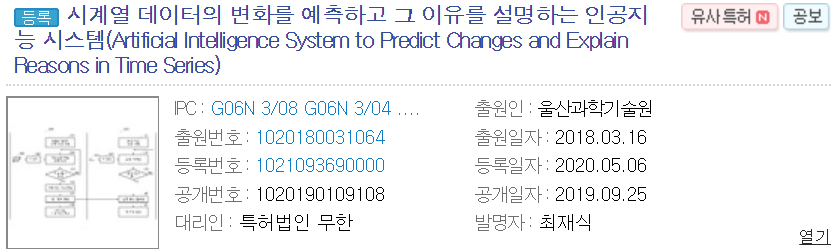 등록 시계열 데이터의 변화를 예측하고 그 이유를 설명하는 인공지
능 시스템(Artificial Intelligence System to Predict Changes and Explain
Reasons in Time Series)
유사특허 N 공보
IPC : G06N 3/08 G06N 3/04 ....
출원인 : 울산과학기술원
출원번호 : 1020180031064
출원일자 : 2018.03.16
등록번호 : 1021093690000
등록일자 : 2020.05.06
공개번호 : 1020190109108
공개일자 : 2019.09.25
대리인 : 특허법인 무한
발명자 : 최재식
열기